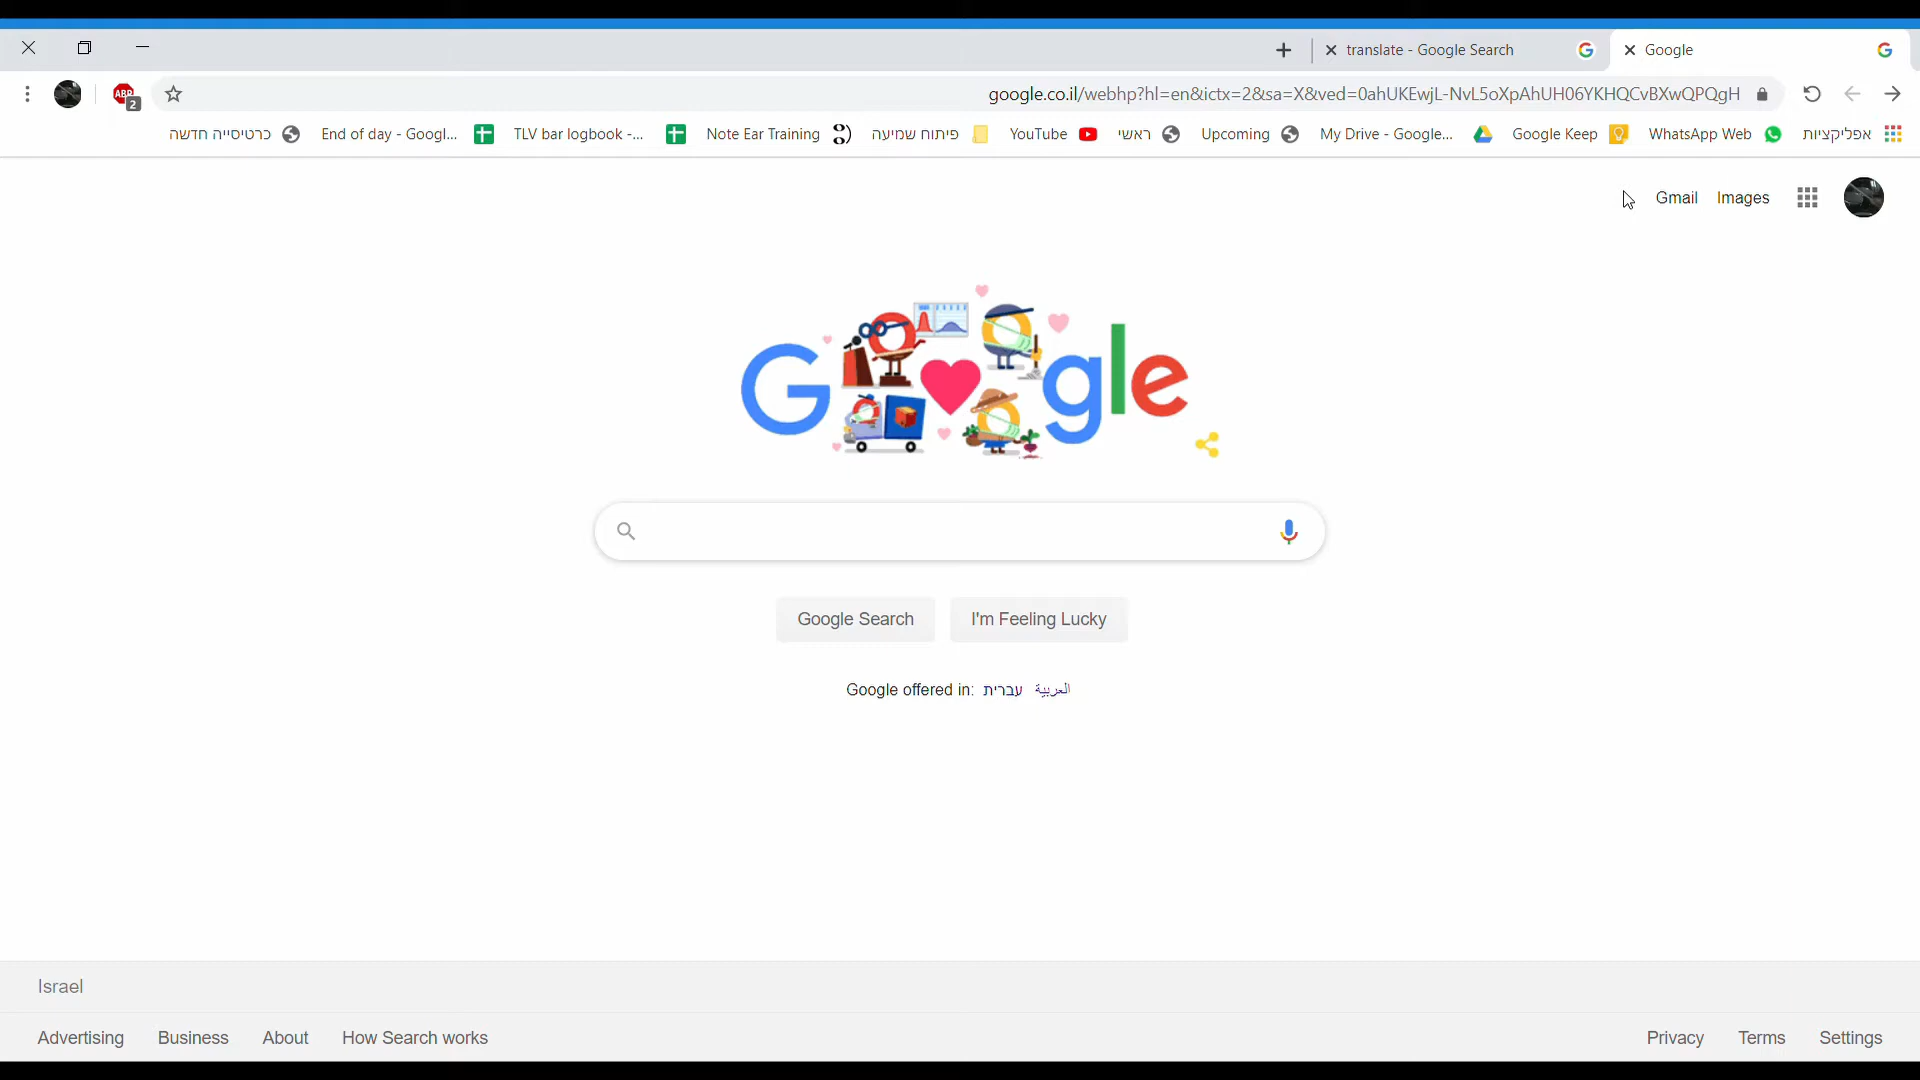 translate - Google Search
Google
ABP
2
google.co.il/webhp?hl=en&ictx=2&sa=X&ved=0ahUKEwjL-NvL5oXpAhUH06YKHQCvBXwQPQgH
כרטיסייה חדשה
End of day - Googl...
TLV bar logbook -...
Note Ear Training
פיתוח שמיעה
YouTube
ראשי
Upcoming
My Drive - Google...
Google Keep
WhatsApp Web
אפליקציות
Gmail
Images
Google
Google Search
I'm Feeling Lucky
Google offered in: עברית العربية
Israel
Advertising
Business
About
How Search works
Privacy
Terms
Settings